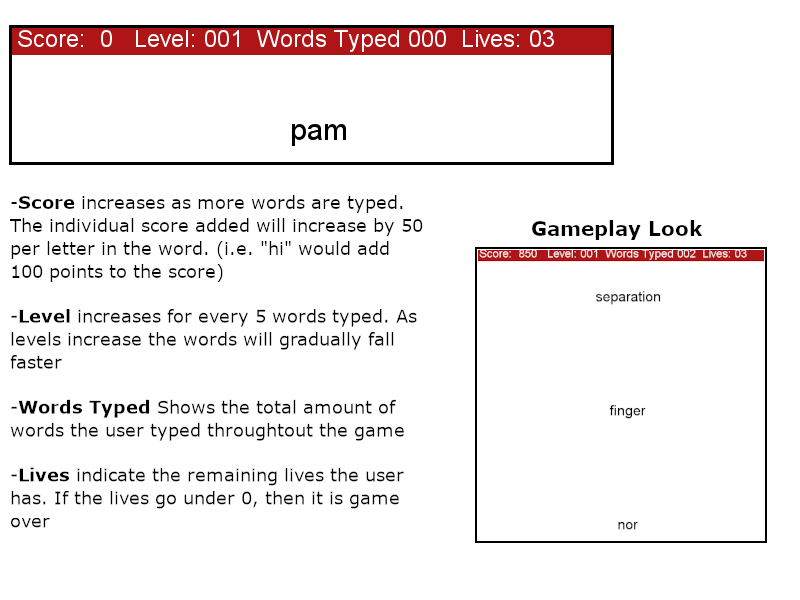 Score: 0 Level: 001 Words Typed 000 Lives: 03
pam
-Score increases as more words are typed.
The individual score added will increase by 50
per letter in the word. (i.e. "hi" would add
100 points to the score)
-Level increases for every 5 words typed. As
levels increase the words will gradually fall
faster
-Words Typed Shows the total amount of
words the user typed throughtout the game
-Lives indicate the remaining lives the user
has. If the lives go under 0, then it is game
over
Gameplay Look
Score: 850 Level: 001 Words Typed 002 Lives: 03
separation
finger
nor